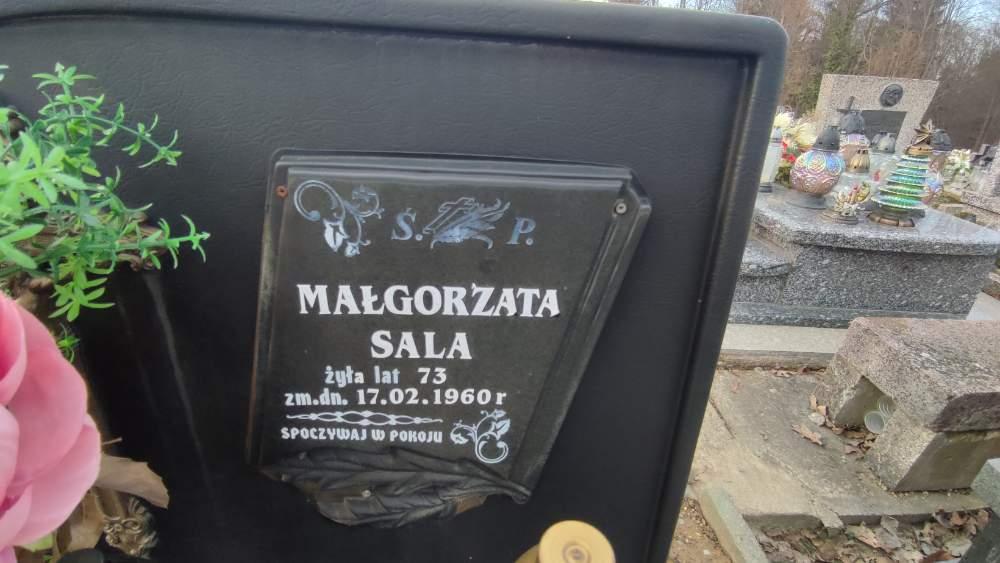 Ś. P.
MAŁGORZATA
SALA
żyła lat 73
zm.dn. 17.02.1960 r
SPOCZYWAJ W POKOJU